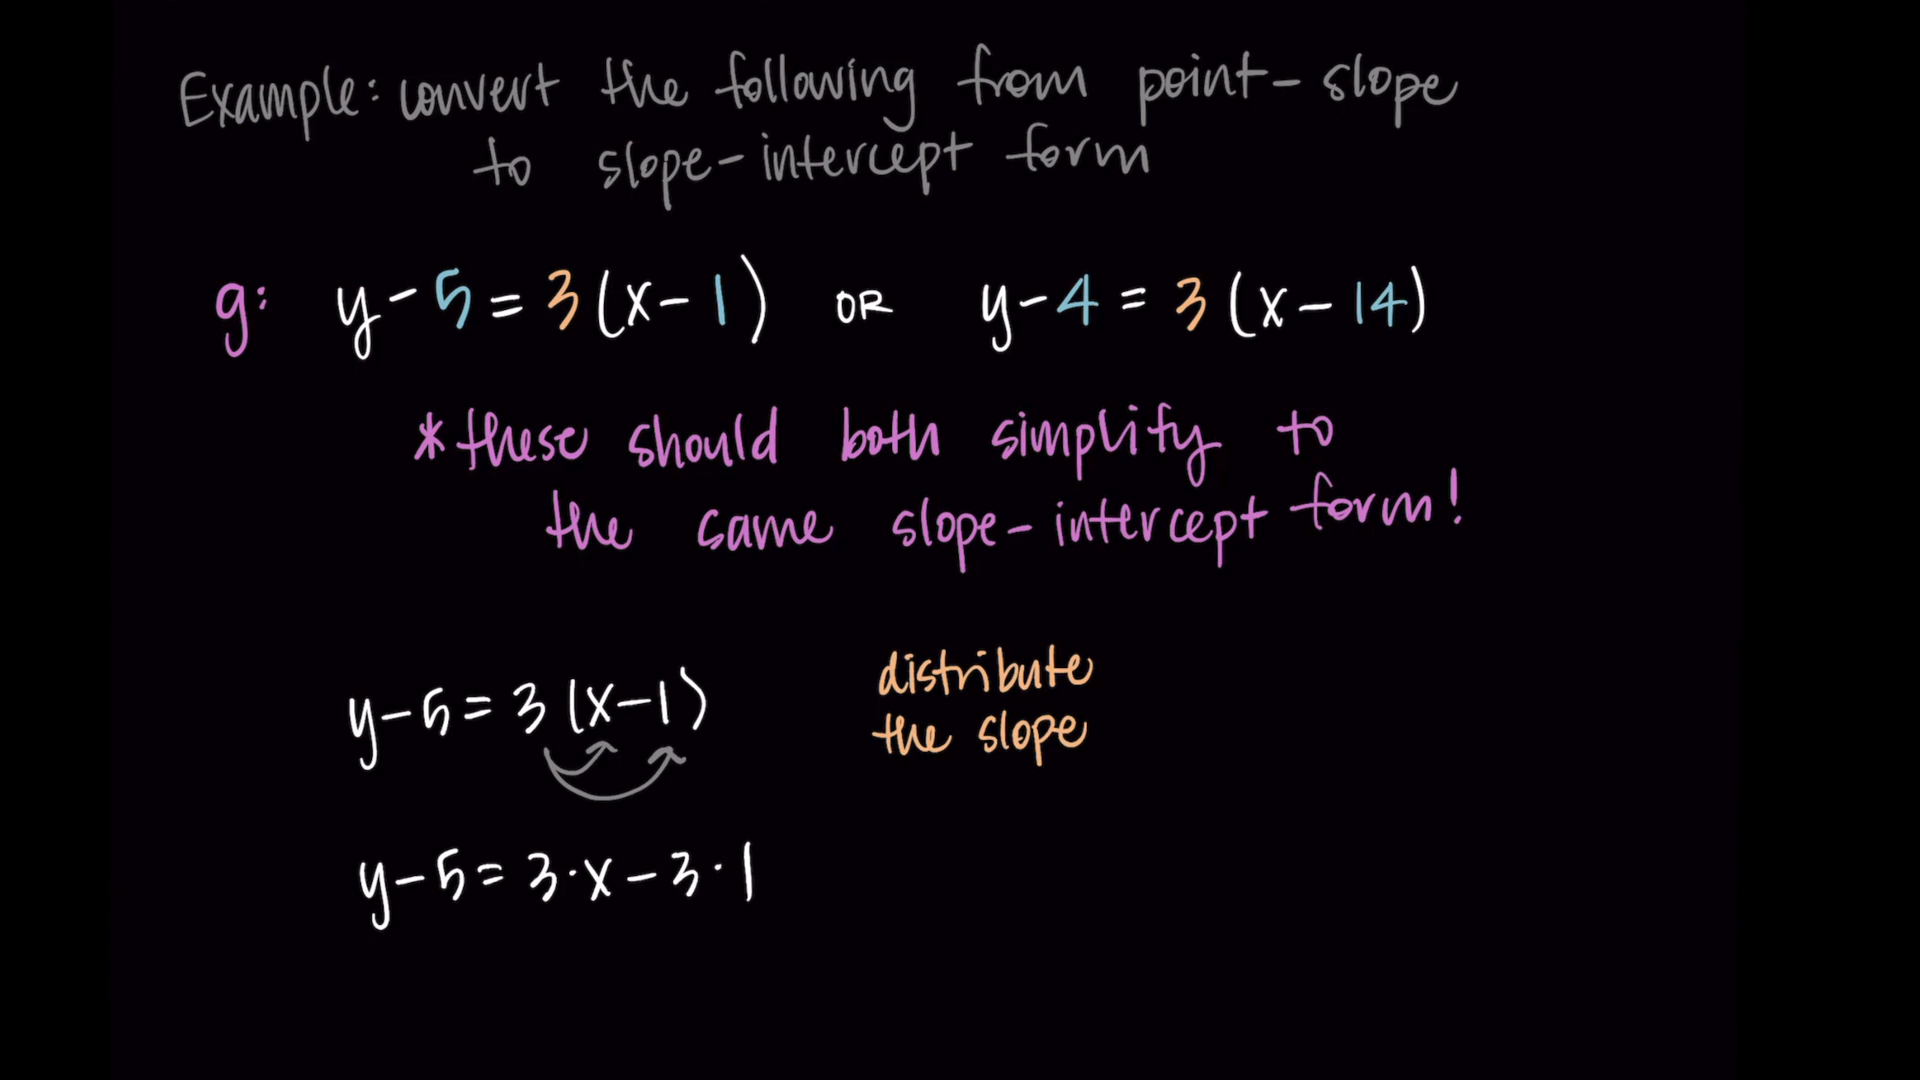 Example: convert the following from point-slope
to slope-intercept form
g: y-5=3(x-1) OR y-4=3(x-14)
*these should both simplify to
the same slope-intercept form!
y-5=3(x-1)
distribute
the slope
y-5=3·x-3·1